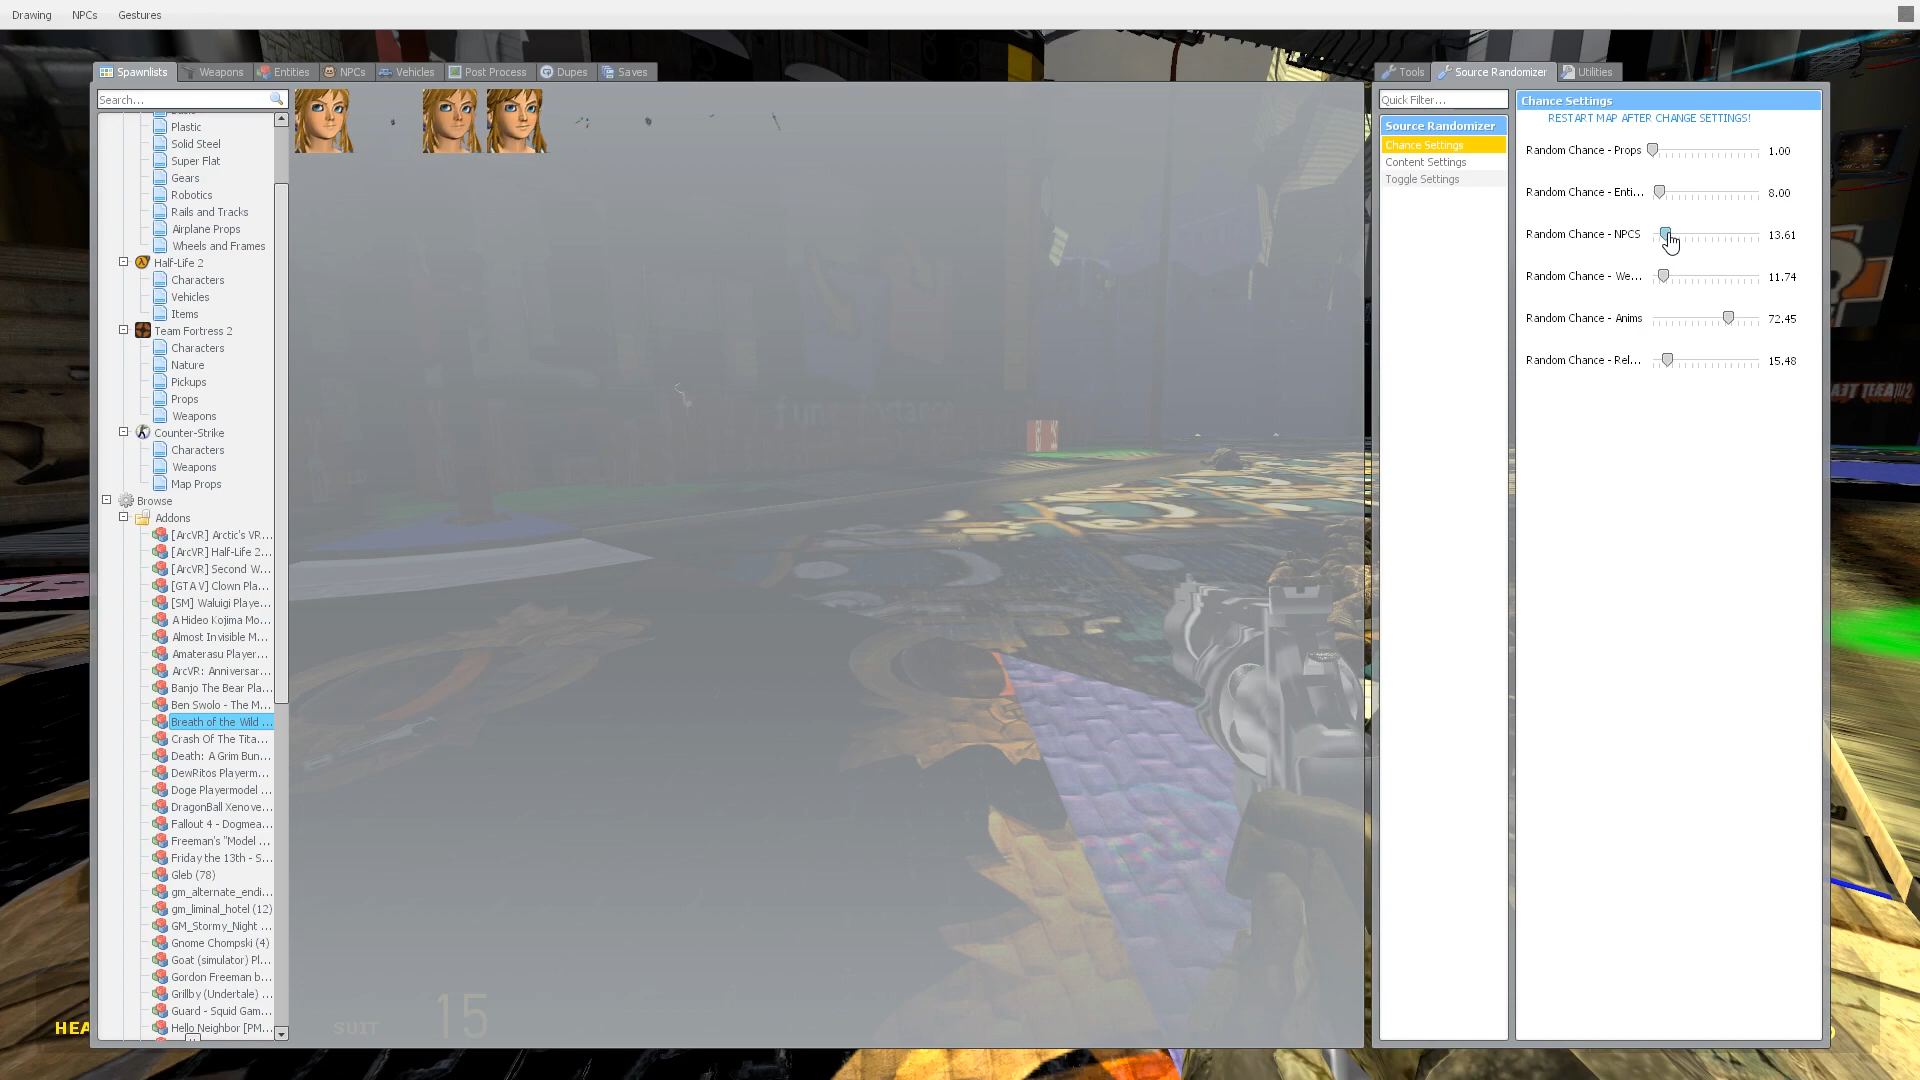 Drawing NPCs Gestures
Spawnlists Weapons Entities NPCs Vehicles Post Process Dupes Saves
Search...
Plastic
Solid Steel
Super Flat
Gears
Robotics
Rails and Tracks
Airplane Props
Wheels and Frames
Half-Life 2
Characters
Vehicles
Items
Team Fortress 2
Characters
Nature
Pickups
Props
Weapons
Counter-Strike
Characters
Weapons
Map Props
Browse
Addons
[ArcVR] Arctic's VR...
[ArcVR] Half-Life 2...
[ArcVR] Second W...
[GTA V] Clown Pla...
[SM] Waluigi Playe...
A Hideo Kojima Mo...
Almost Invisible M...
Amaterasu Player...
ArcVR: Anniversar...
Banjo The Bear Pla...
Ben Swolo - The M...
Breath of the Wild ...
Crash Of The Tita...
Death: A Grim Bun...
DewRitos Playerm...
Doge Playermodel ...
DragonBall Xenove...
Fallout 4 - Dogmea...
Freeman's "Model ...
Friday the 13th - S...
Gleb (78)
gm_alternate_endi...
gm_liminal_hotel (12)
GM_Stormy_Night ...
Gnome Chompski (4)
Goat (simulator) Pl...
Gordon Freeman b...
Grillby (Undertale) ...
Guard - Squid Gam...
Hello Neighbor [PM...
HEA
SUIT 15
Tools Source Randomizer Utilities
Quick Filter...
Source Randomizer
Chance Settings
Content Settings
Toggle Settings
Chance Settings
RESTART MAP AFTER CHANGE SETTINGS!
Random Chance - Props 1.00
Random Chance - Enti... 8.00
Random Chance - NPCS 13.61
Random Chance - We... 11.74
Random Chance - Anims 72.45
Random Chance - Rel... 15.48